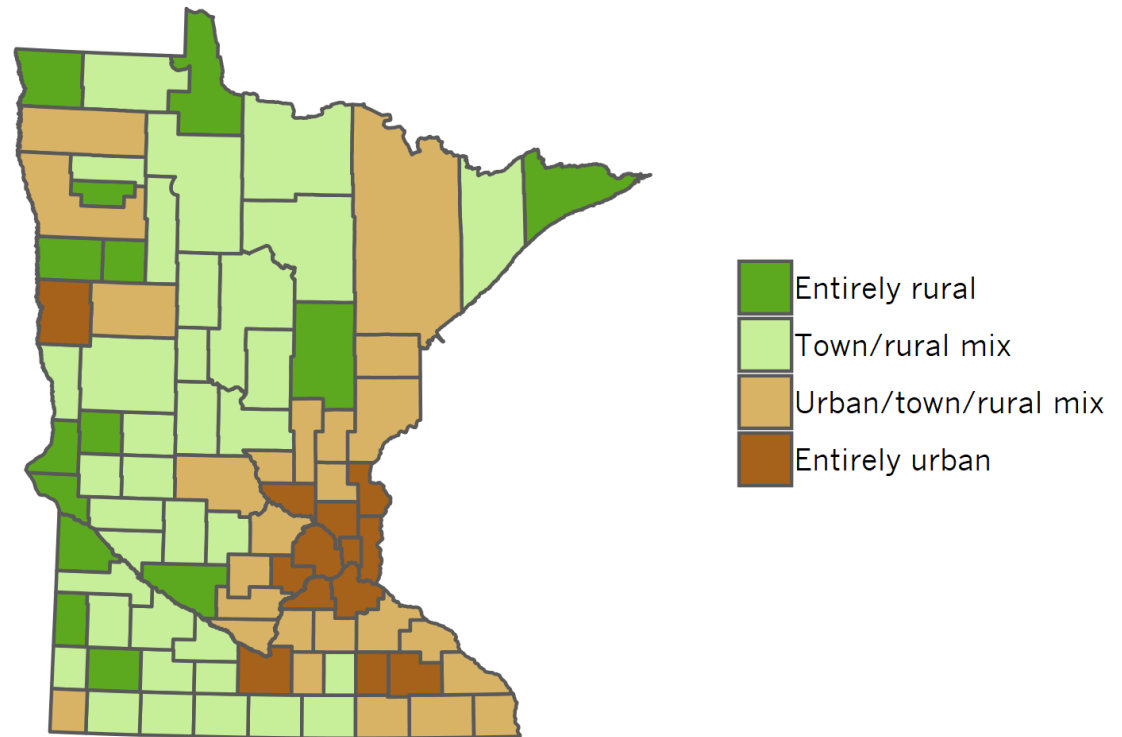 Entirely rural
Town/rural mix
Urban/town/rural mix
Entirely urban